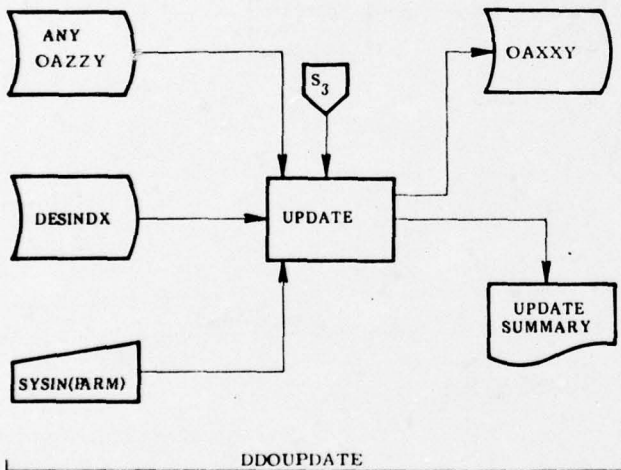 ANY
OAZZY
S3
OAXXY
DESINDX
UPDATE
UPDATE
SUMMARY
SYSIN(PARM)
DDOUPDATE